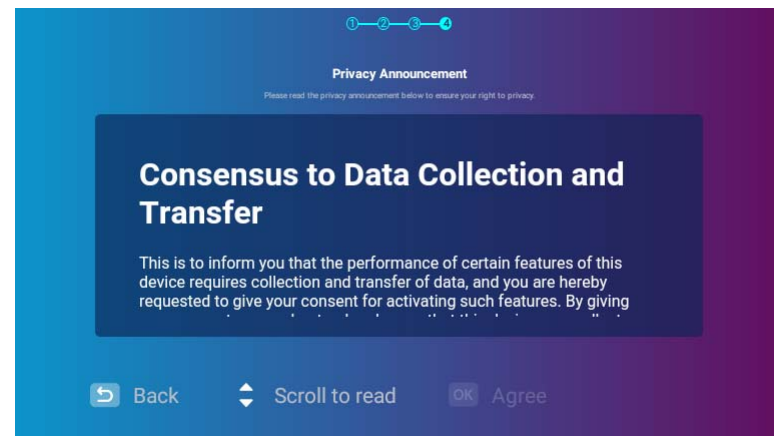 1 2 3 4
Privacy Announcement
Please read the privacy announcement below to ensure your right to privacy.
Consensus to Data Collection and
Transfer
This is to inform you that the performance of certain features of this
device requires collection and transfer of data, and you are hereby
requested to give your consent for activating such features. By giving
Back Scroll to read OK Agree